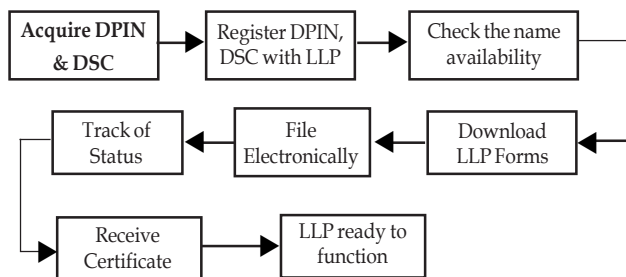 Acquire DPIN
& DSC
Register DPIN,
DSC with LLP
Check the name
availability
Download
LLP Forms
File
Electronically
Track of
Status
Receive
Certificate
LLP ready to
function